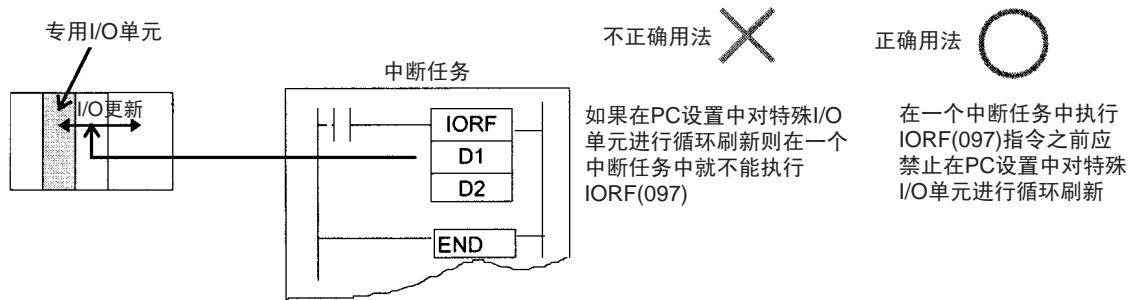 专用I/O单元
I/O更新
中断任务
IORF
D1
D2
END
不正确用法
如果在PC设置中对特殊I/O
单元进行循环刷新则在一个
中断任务中就不能执行
IORF(097)
正确用法
在一个中断任务中执行
IORF(097)指令之前应
禁止在PC设置中对特殊
I/O单元进行循环刷新